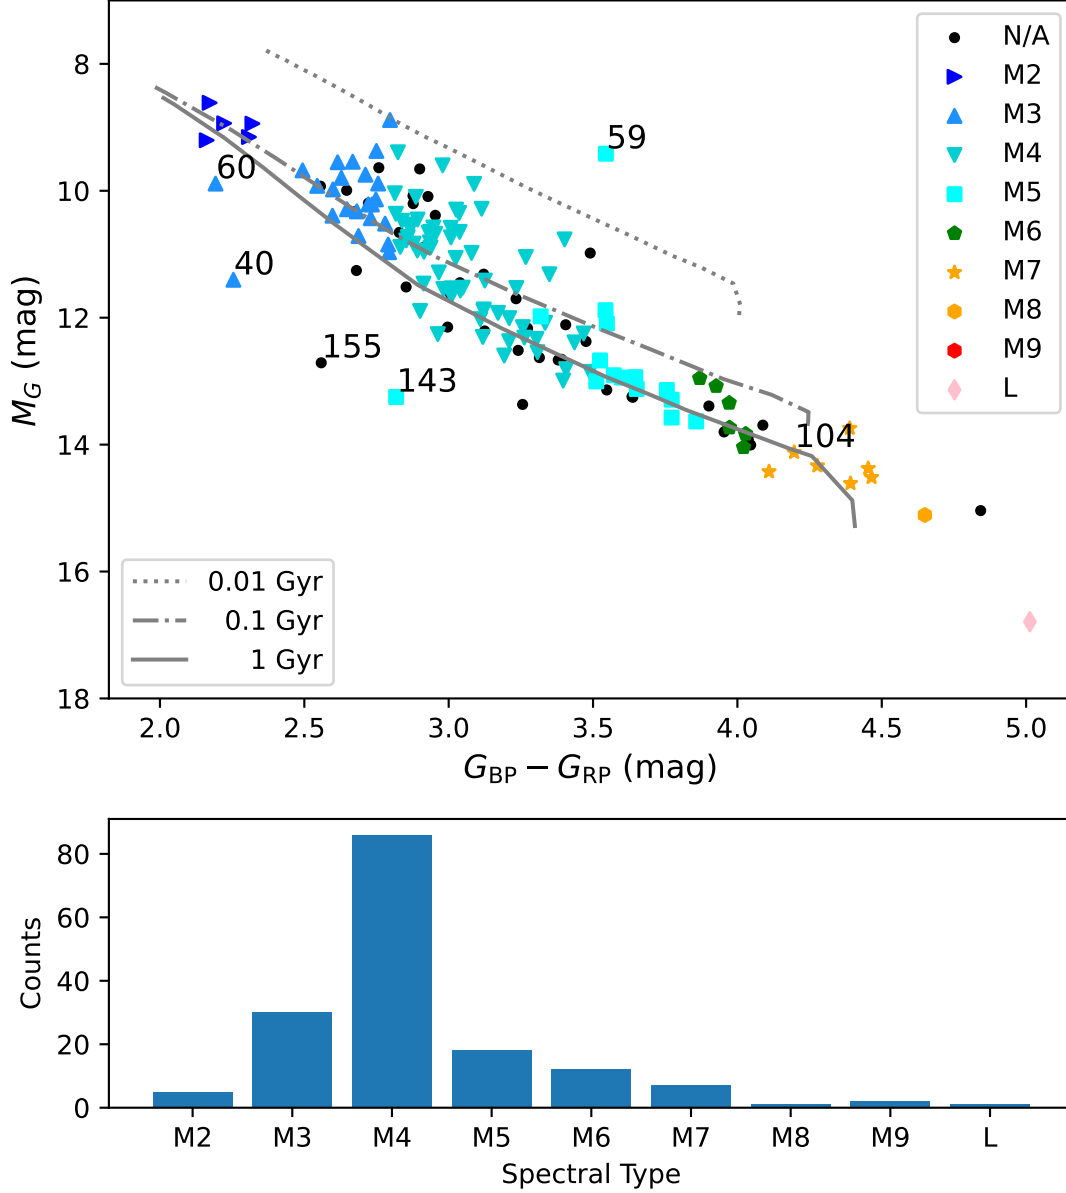 8
10
12
14
16
18
M_G (mag)
59
60
40
155
143
104
N/A
M2
M3
M4
M5
M6
M7
M8
M9
L
0.01 Gyr
0.1 Gyr
1 Gyr
2.0 2.5 3.0 3.5 4.0 4.5 5.0
G_BP − G_RP (mag)
80
60
40
20
0
Counts
M2 M3 M4 M5 M6 M7 M8 M9 L
Spectral Type